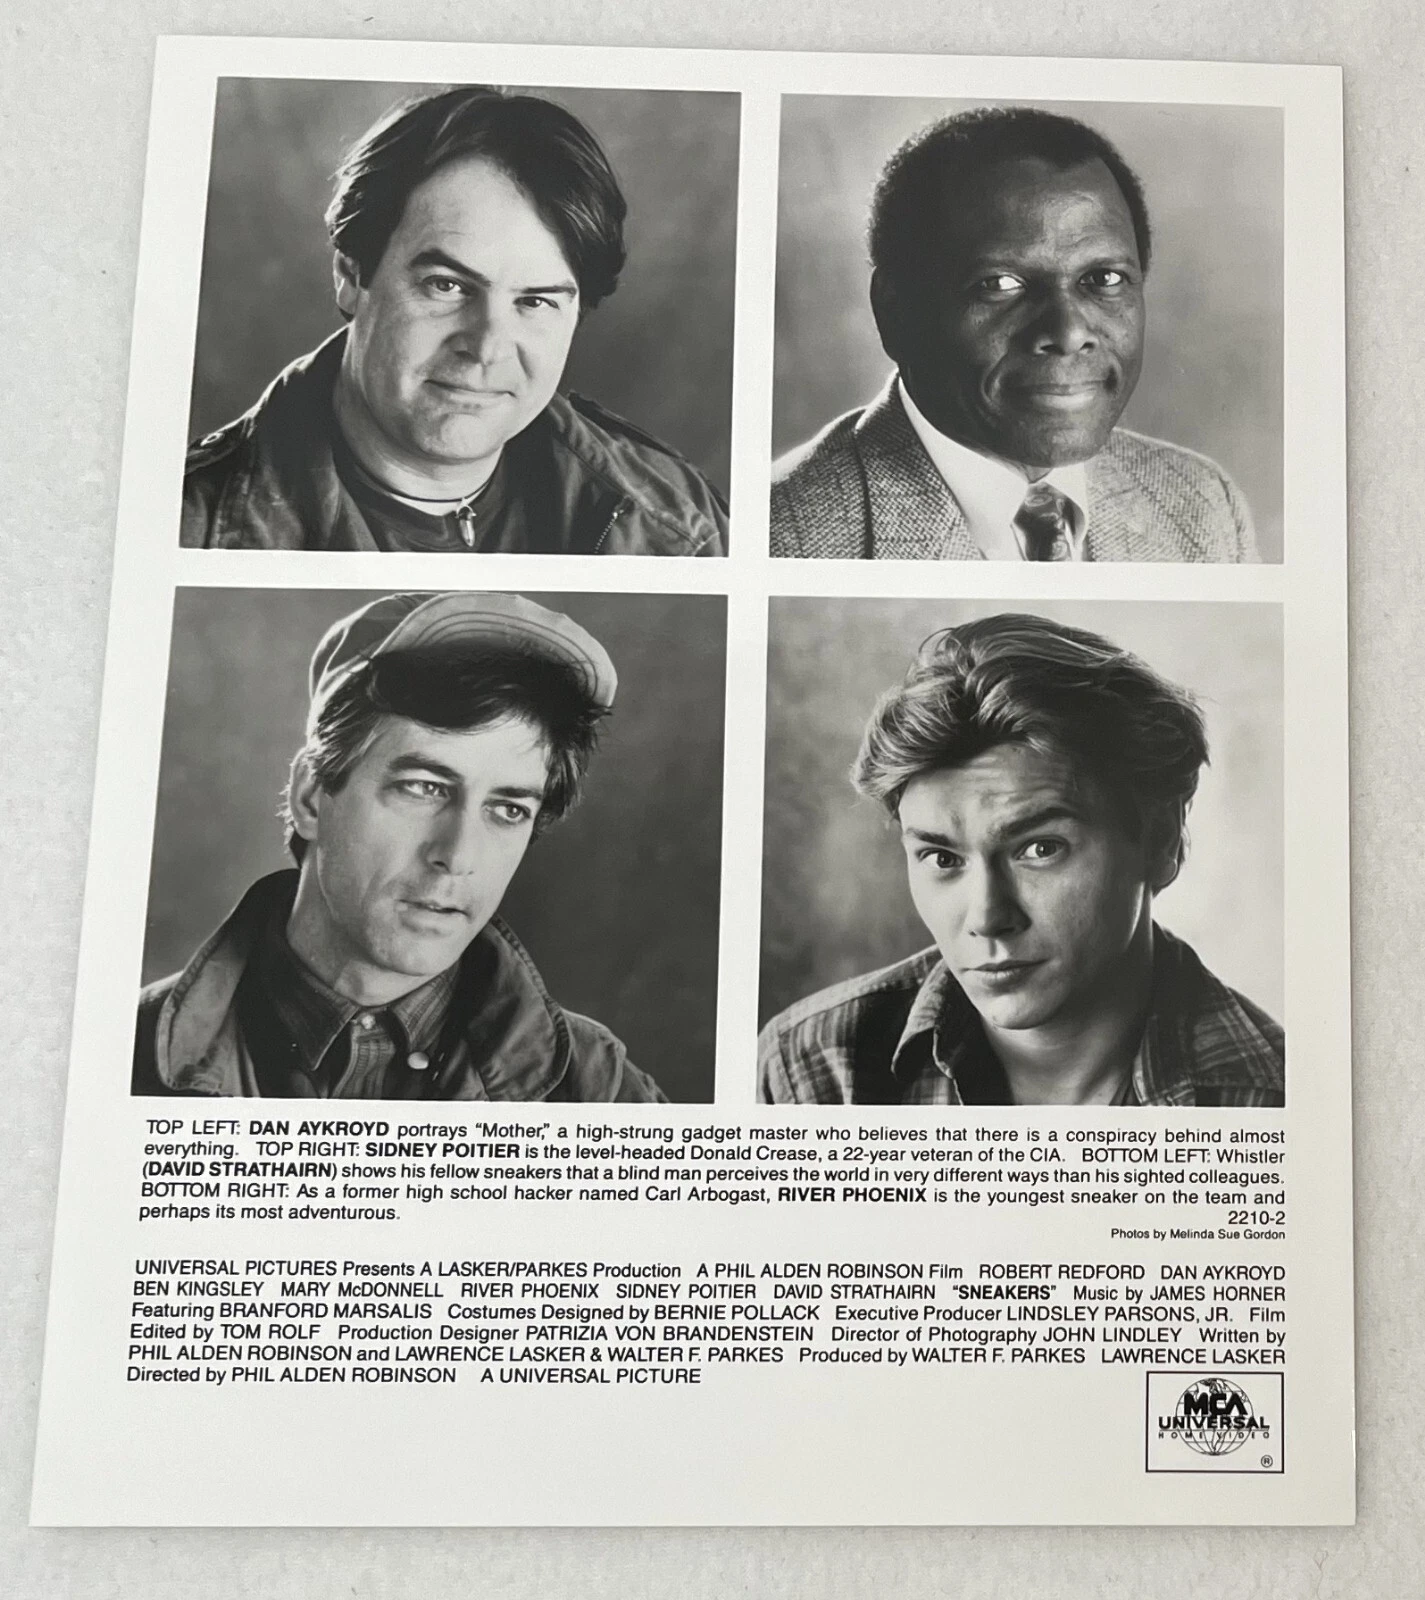 TOP LEFT: DAN AYKROYD portrays “Mother,” a high-strung gadget master who believes that there is a conspiracy behind almost
everything. TOP RIGHT: SIDNEY POITIER is the level-headed Donald Crease, a 22-year veteran of the CIA. BOTTOM LEFT: Whistler
(DAVID STRATHAIRN) shows his fellow sneakers that a blind man perceives the world in very different ways than his sighted colleagues.
BOTTOM RIGHT: As a former high school hacker named Carl Arbogast, RIVER PHOENIX is the youngest sneaker on the team and
perhaps its most adventurous. 2210-2
Photos by Melinda Sue Gordon
UNIVERSAL PICTURES Presents A LASKER/PARKES Production A PHIL ALDEN ROBINSON Film ROBERT REDFORD DAN AYKROYD
BEN KINGSLEY MARY McDONNELL RIVER PHOENIX SIDNEY POITIER DAVID STRATHAIRN “SNEAKERS” Music by JAMES HORNER
Featuring BRANFORD MARSALIS Costumes Designed by BERNIE POLLACK Executive Producer LINDSLEY PARSONS, JR. Film
Edited by TOM ROLF Production Designer PATRIZIA VON BRANDENSTEIN Director of Photography JOHN LINDLEY Written by
PHIL ALDEN ROBINSON and LAWRENCE LASKER & WALTER F. PARKES Produced by WALTER F. PARKES LAWRENCE LASKER
Directed by PHIL ALDEN ROBINSON A UNIVERSAL PICTURE
MCA
UNIVERSAL
HOME VIDEO
®